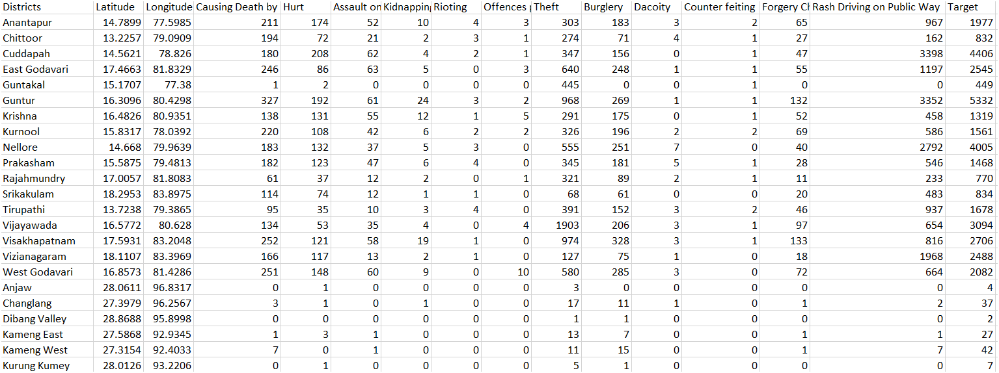 Districts Latitude Longitude Causing Death by Hurt Assault on Kidnapping Rioting Offences Theft Burglery Dacoity Counter feiting Forgery Ch Rash Driving on Public Way Target
Anantapur 14.7899 77.5985 211 174 52 10 4 3 303 183 3 2 65 967 1977
Chittoor 13.2257 79.0909 194 72 21 2 3 1 274 71 4 1 27 162 832
Cuddapah 14.5621 78.826 180 208 62 4 2 1 347 156 0 1 47 3398 4406
East Godavari 17.4663 81.8329 246 86 63 5 0 3 640 248 1 1 55 1197 2545
Guntakal 15.1707 77.38 1 2 0 0 0 0 445 0 0 1 0 0 449
Guntur 16.3096 80.4298 327 192 61 24 3 2 968 269 1 1 132 3352 5332
Krishna 16.4826 80.9351 138 131 55 12 1 5 291 175 0 1 52 458 1319
Kurnool 15.8317 78.0392 220 108 42 6 2 2 326 196 2 2 69 586 1561
Nellore 14.668 79.9639 183 132 37 5 3 0 555 251 7 0 40 2792 4005
Prakasham 15.5875 79.4813 182 123 47 6 4 0 345 181 5 1 28 546 1468
Rajahmundry 17.0057 81.8083 61 37 12 2 0 1 321 89 2 1 11 233 770
Srikakulam 18.2953 83.8975 114 74 12 1 1 0 68 61 0 0 20 483 834
Tirupathi 13.7238 79.3865 95 35 10 3 4 0 391 152 3 2 46 937 1678
Vijayawada 16.5772 80.628 134 53 35 4 0 4 1903 206 3 1 97 654 3094
Visakhapatnam 17.5931 83.2048 252 121 58 19 1 0 974 328 3 1 133 816 2706
Vizianagaram 18.1107 83.3969 166 117 13 2 1 0 127 75 1 0 18 1968 2488
West Godavari 16.8573 81.4286 251 148 60 9 0 10 580 285 3 0 72 664 2082
Anjaw 28.0611 96.8317 0 1 0 0 0 0 3 0 0 0 0 0 4
Changlang 27.3979 96.2567 3 1 0 1 0 0 17 11 1 0 1 2 37
Dibang Valley 28.8688 95.8998 0 0 0 0 0 0 1 1 0 0 0 0 2
Kameng East 27.5868 92.9345 1 3 1 0 0 0 13 7 0 0 1 1 27
Kameng West 27.3154 92.4033 7 0 1 0 0 0 11 15 0 0 1 7 42
Kurung Kumey 28.0126 93.2206 0 1 0 0 0 0 5 1 0 0 0 0 7